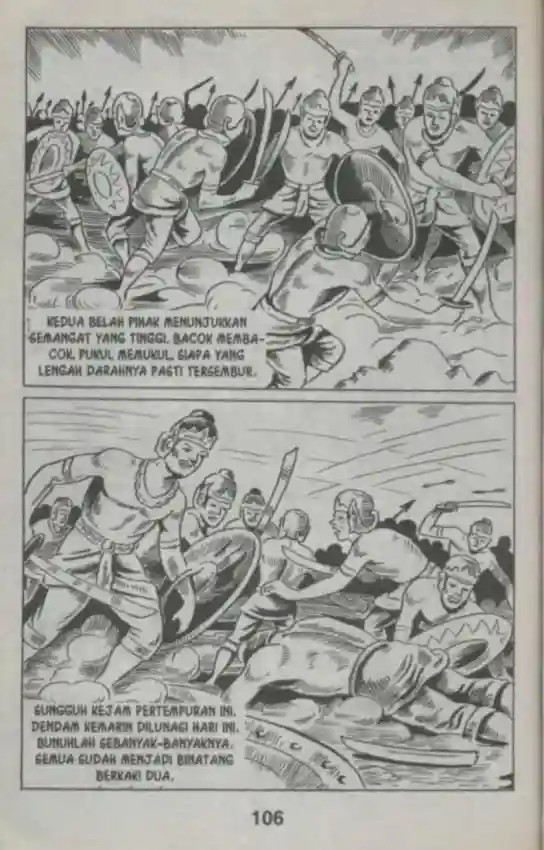 KEDUA BELAH PIHAK MENUNJUKKAN
SEMANGAT YANG TINGGI. BACOK MEMBA-
COK, PUKUL MEMUKUL. SIAPA YANG
LENGAH DARAHNYA PASTI TERSEMBUR.
SUNGGUH KEJAM PERTEMPURAN INI.
DENDAM KEMARIN DILUNASI HARI INI.
BUNUHLAH SEBANYAK-BANYAKNYA.
SEMUA SUDAH MENJADI BINATANG
BERKAKI DUA.
106